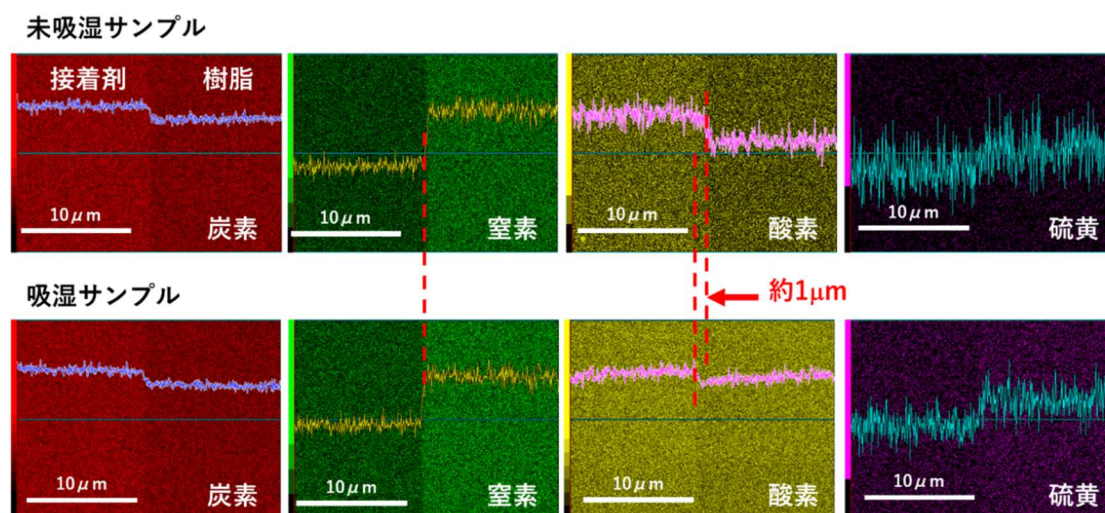 未吸湿サンプル
接着剤 樹脂
10μm
炭素
10μm
窒素
10μm
酸素
10μm
硫黄
約1μm
吸湿サンプル
10μm
炭素
10μm
窒素
10μm
酸素
10μm
硫黄